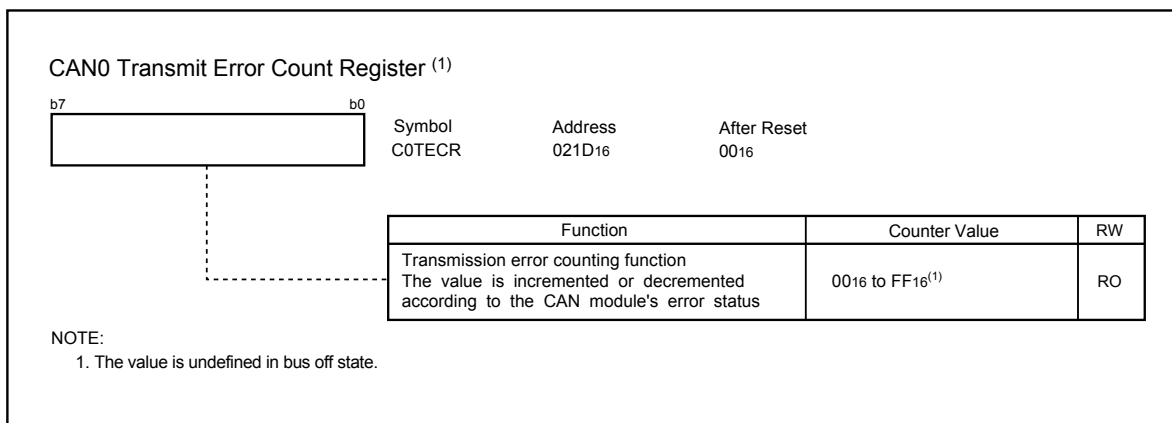 CAN0 Transmit Error Count Register (1)
b7 b0
Symbol Address After Reset
C0TECR 021D16 0016
Function Counter Value RW
Transmission error counting function
The value is incremented or decremented
according to the CAN module's error status
0016 to FF16(1) RO
NOTE:
1. The value is undefined in bus off state.